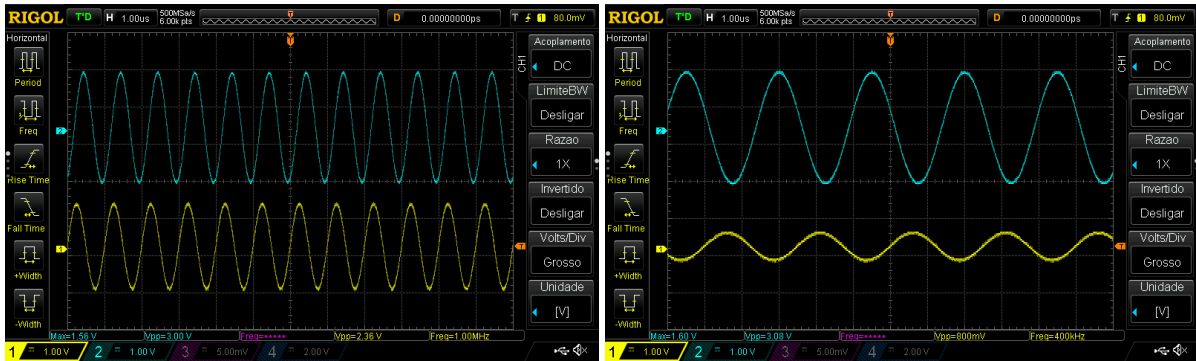 RIGOL T'D H 1.00us 500MSa/s 6.00k pts D 0.00000000ps T 1 80.0mV
Horizontal
Period
Freq
Rise Time
Fall Time
+Width
-Width
T
2
1
T
CH1
Acoplamento
DC
LimiteBW
Desligar
Razao
1X
Invertido
Desligar
Volts/Div
Grosso
Unidade
[V]
Max=1.56 V Vpp=3.00 V Freq=***** Vpp=2.36 V Freq=1.00MHz
1 = 1.00 V 2 = 1.00 V 3 = 5.00mV 4 = 2.00 V
RIGOL T'D H 1.00us 500MSa/s 6.00k pts D 0.00000000ps T 1 80.0mV
Horizontal
Period
Freq
Rise Time
Fall Time
+Width
-Width
T
2
1
T
CH1
Acoplamento
DC
LimiteBW
Desligar
Razao
1X
Invertido
Desligar
Volts/Div
Grosso
Unidade
[V]
Max=1.60 V Vpp=3.08 V Freq=***** Vpp=800mV Freq=400kHz
1 = 1.00 V 2 = 1.00 V 3 = 5.00mV 4 = 2.00 V